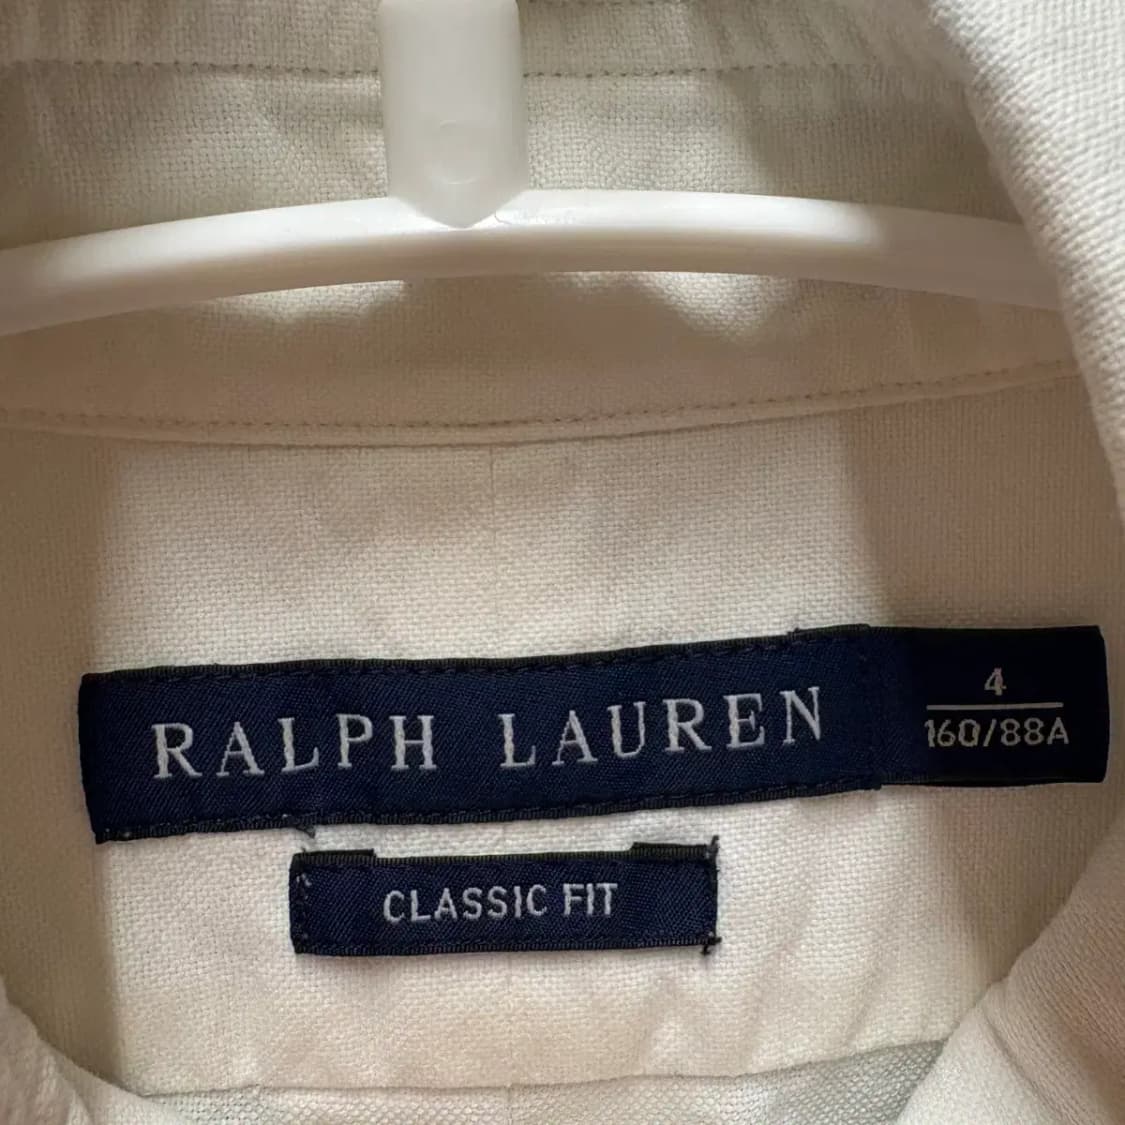 RALPH LAUREN
4
160/88A
CLASSIC FIT